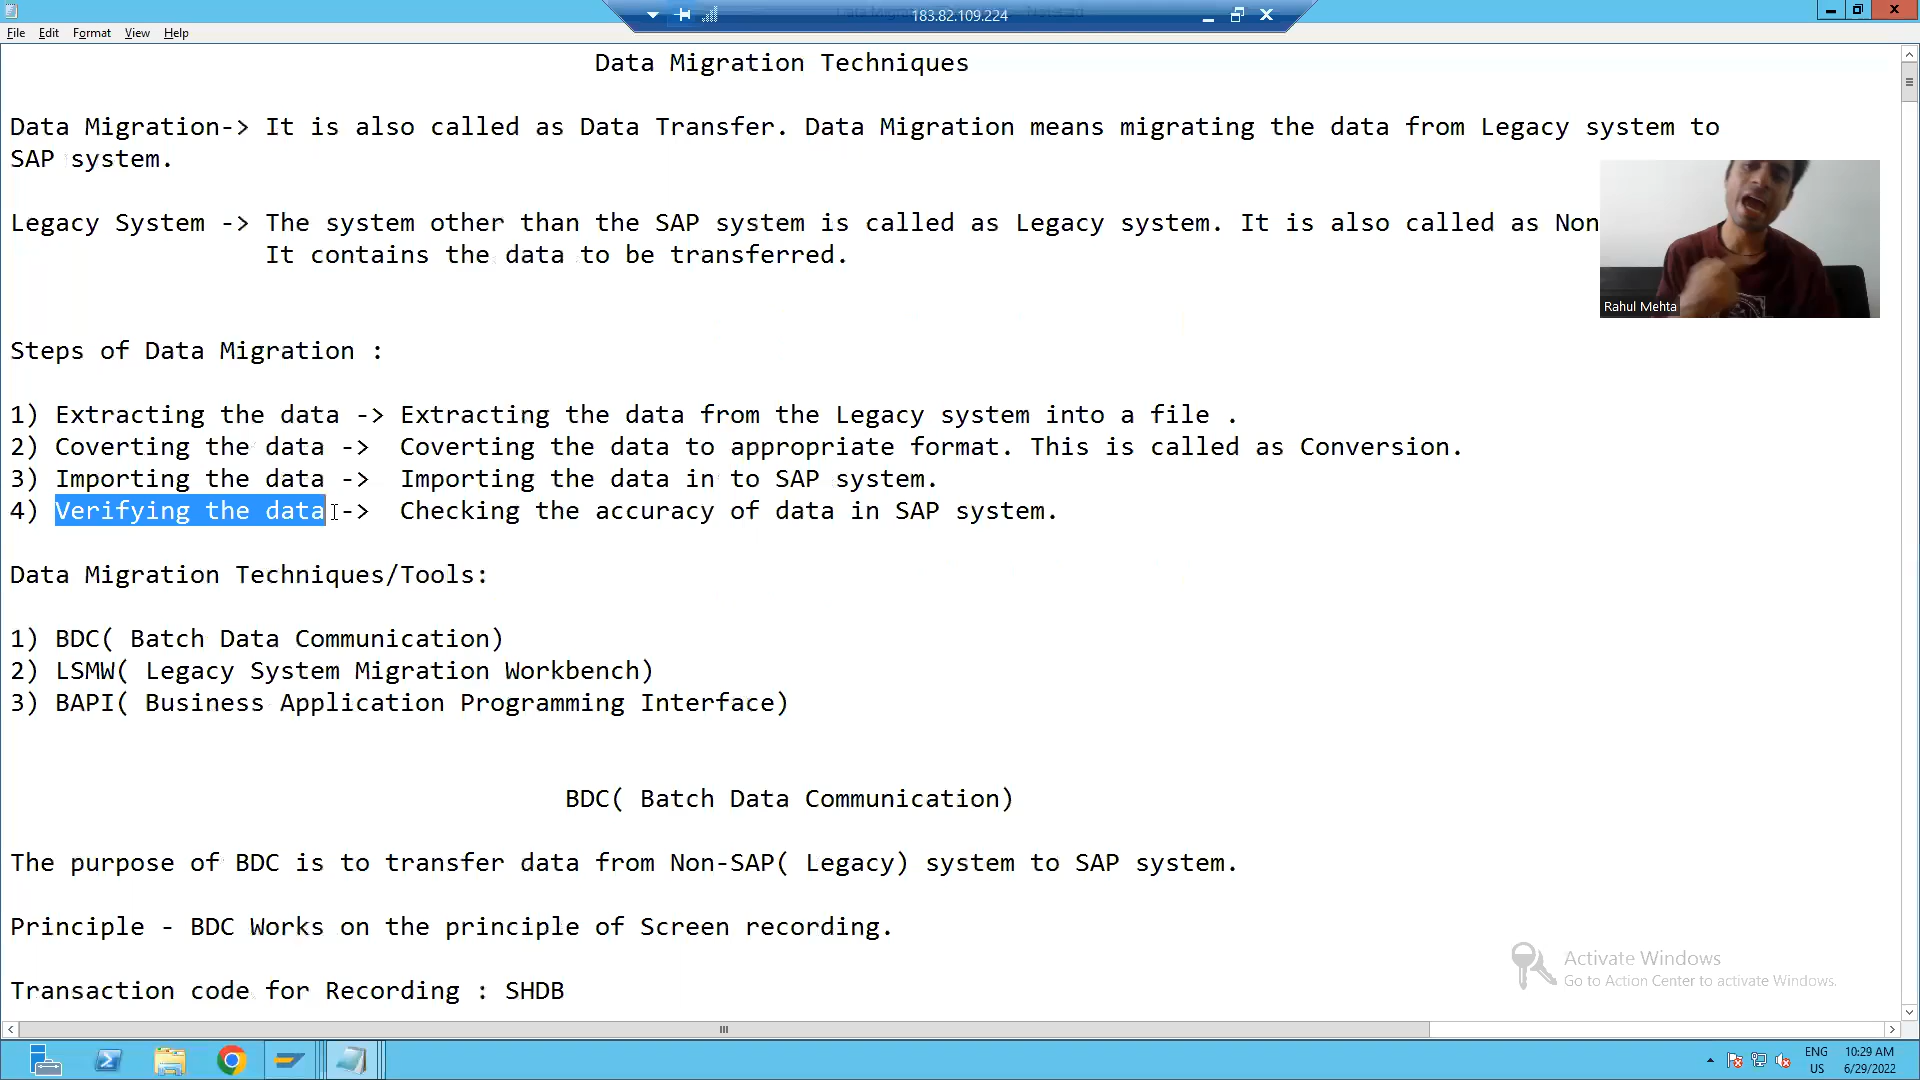 183.82.109.224
File Edit Format View Help
Data Migration Techniques
Data Migration-> It is also called as Data Transfer. Data Migration means migrating the data from Legacy system to
SAP system.
Legacy System -> The system other than the SAP system is called as Legacy system. It is also called as Non
It contains the data to be transferred.
Rahul Mehta
Steps of Data Migration :
1) Extracting the data -> Extracting the data from the Legacy system into a file .
2) Coverting the data -> Coverting the data to appropriate format. This is called as Conversion.
3) Importing the data -> Importing the data in to SAP system.
4) Verifying the data -> Checking the accuracy of data in SAP system.
Data Migration Techniques/Tools:
1) BDC( Batch Data Communication)
2) LSMW( Legacy System Migration Workbench)
3) BAPI( Business Application Programming Interface)
BDC( Batch Data Communication)
The purpose of BDC is to transfer data from Non-SAP( Legacy) system to SAP system.
Principle - BDC Works on the principle of Screen recording.
Activate Windows
Go to Action Center to activate Windows.
Transaction code for Recording : SHDB
ENG 10:29 AM
US 6/29/2022